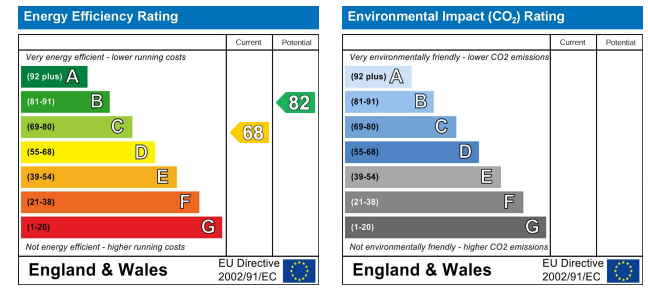 Energy Efficiency Rating
Current Potential
Very energy efficient - lower running costs
(92 plus) A
(81-91) B
82
(69-80) C
68
(55-68) D
(39-54) E
(21-38) F
(1-20) G
Not energy efficient - higher running costs
England & Wales
EU Directive
2002/91/EC
Environmental Impact (CO2) Rating
Current Potential
Very environmentally friendly - lower CO2 emissions
(92 plus) A
(81-91) B
(69-80) C
(55-68) D
(39-54) E
(21-38) F
(1-20) G
Not environmentally friendly - higher CO2 emissions
England & Wales
EU Directive
2002/91/EC